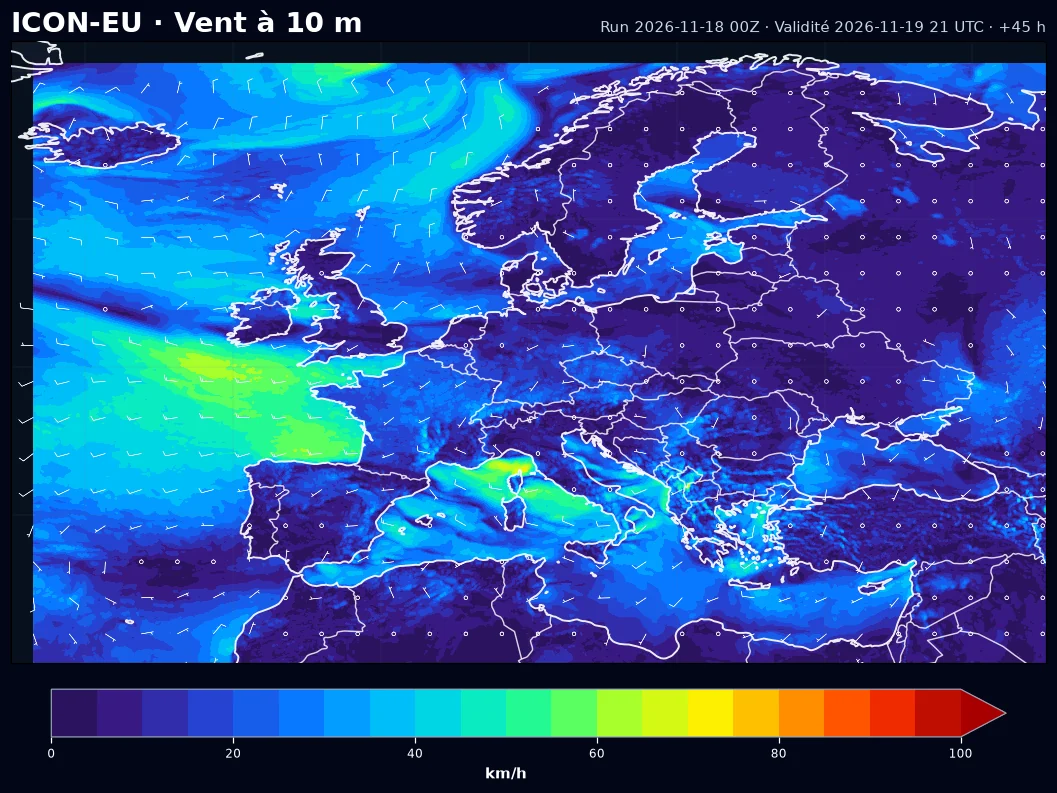 ICON-EU · Vent à 10 m
Run 2026-11-18 00Z · Validité 2026-11-19 21 UTC · +45 h
0 20 40 60 80 100
km/h